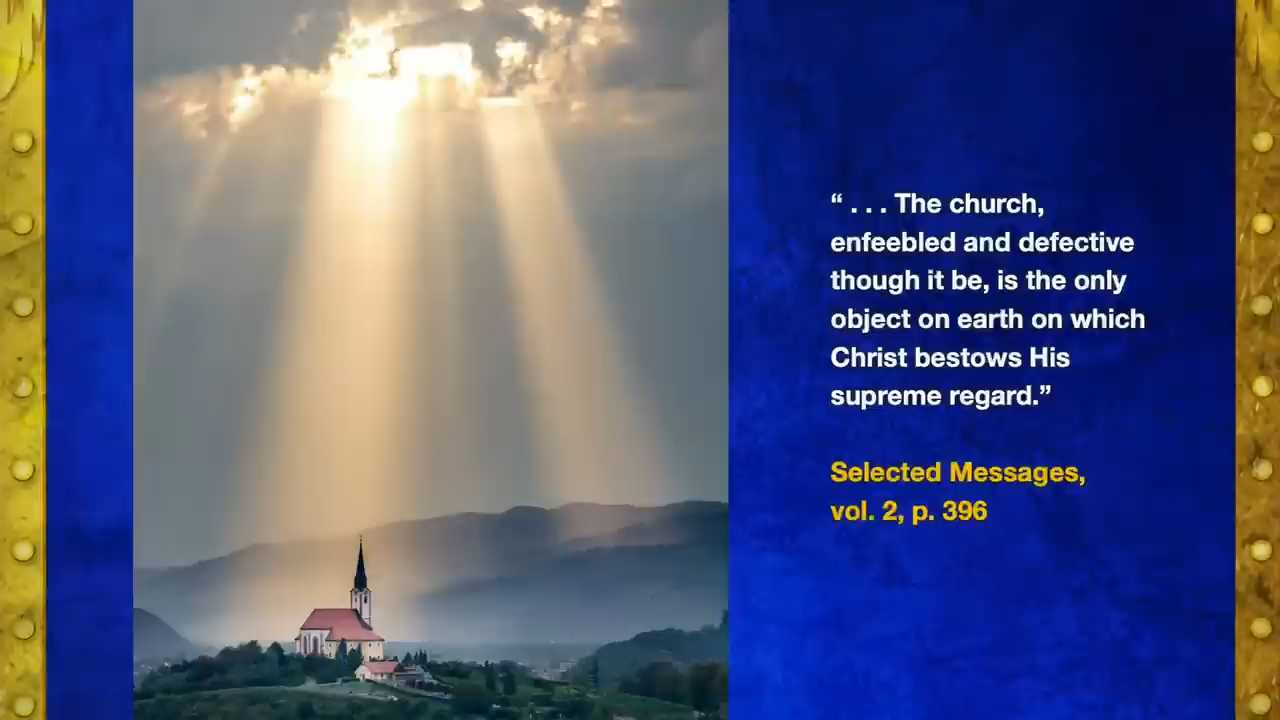 “ . . . The church,
enfeebled and defective
though it be, is the only
object on earth on which
Christ bestows His
supreme regard.”
Selected Messages,
vol. 2, p. 396